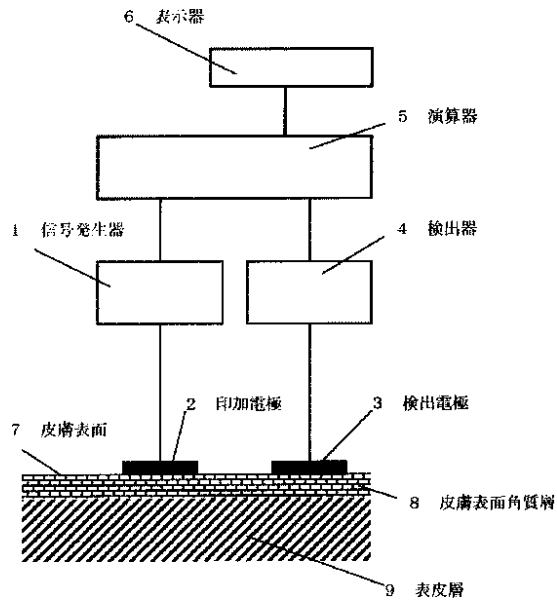 6 表示器
5 演算器
1 信号発生器
4 検出器
2 印加電極
3 検出電極
7 皮膚表面
8 皮膚表面角質層
9 表皮層